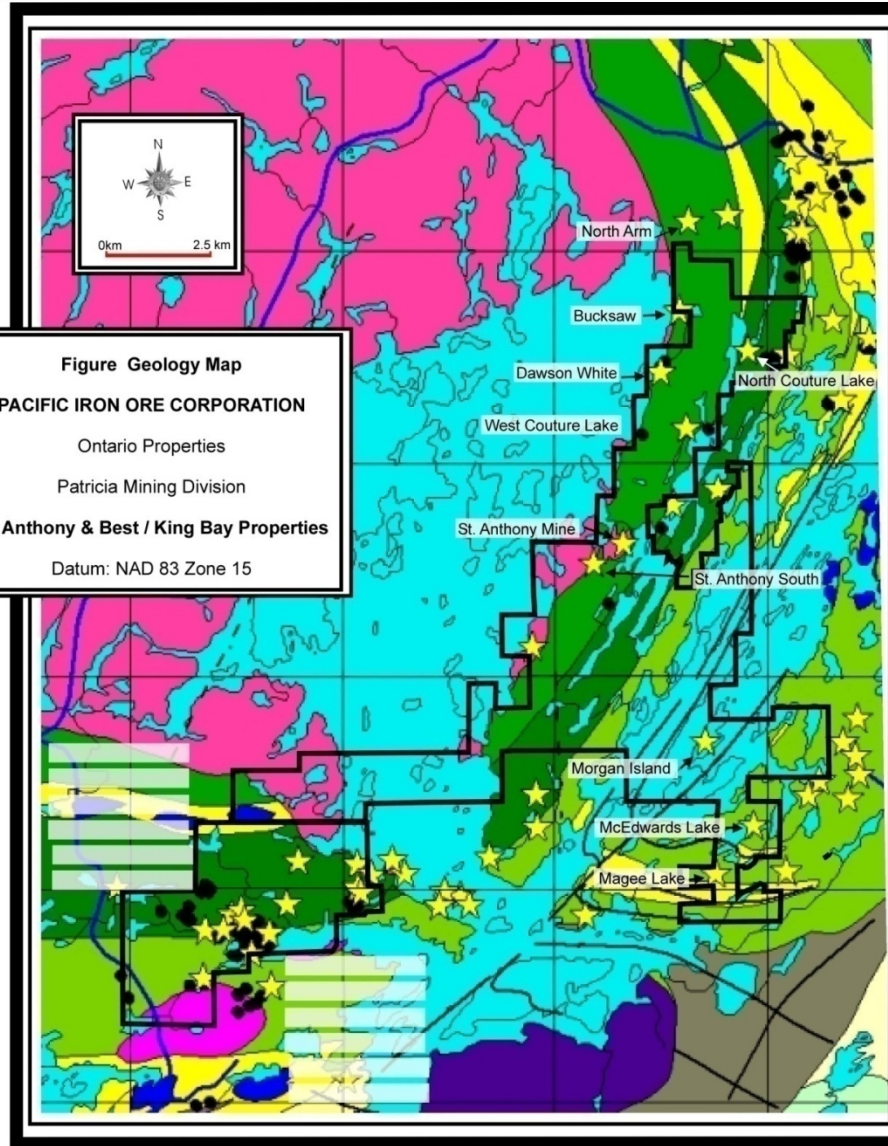 N
W E
S
0km 2.5 km
Figure Geology Map
PACIFIC IRON ORE CORPORATION
Ontario Properties
Patricia Mining Division
Anthony & Best / King Bay Properties
Datum: NAD 83 Zone 15
North Arm
Bucksaw
Dawson White
North Couture Lake
West Couture Lake
St. Anthony Mine
St. Anthony South
Morgan Island
McEdwards Lake
Magee Lake